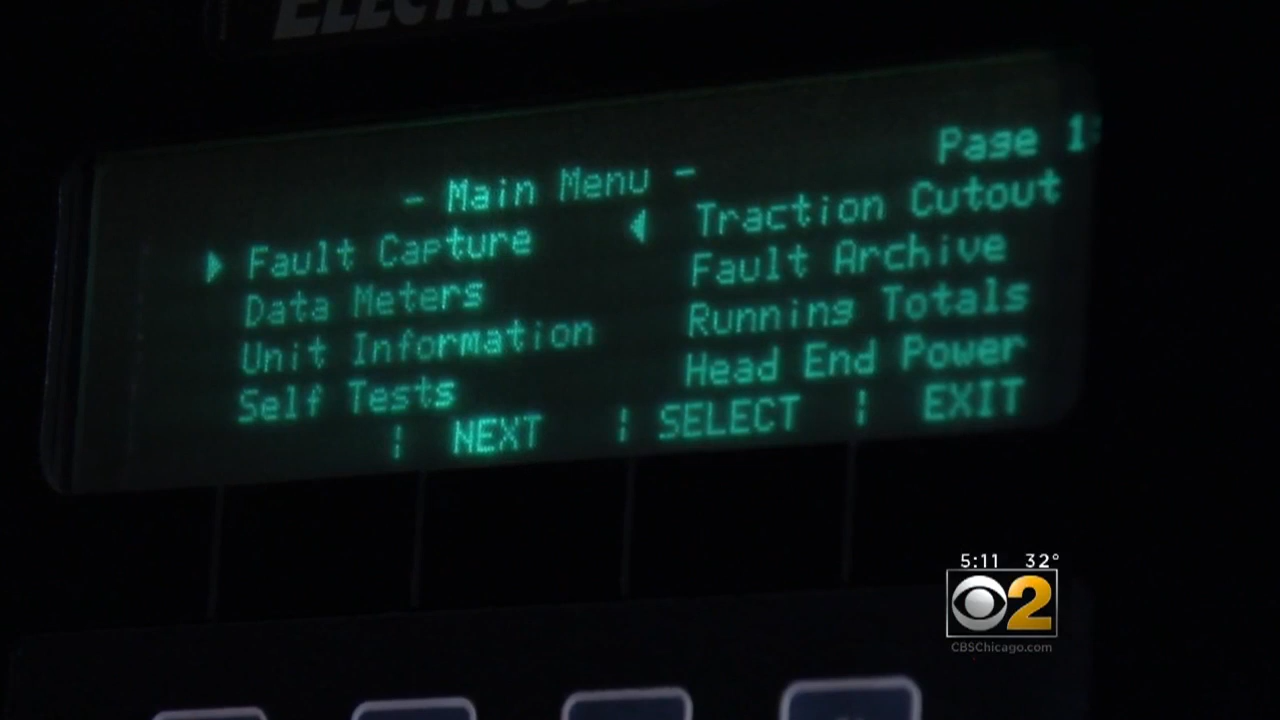 ELECTRO
Page 1
- Main Menu -
Fault Capture
Traction Cutout
Data Meters
Fault Archive
Unit Information
Running Totals
Self Tests
Head End Power
¦ NEXT ¦ SELECT ¦ EXIT
5:11 32°
2
CBSChicago.com